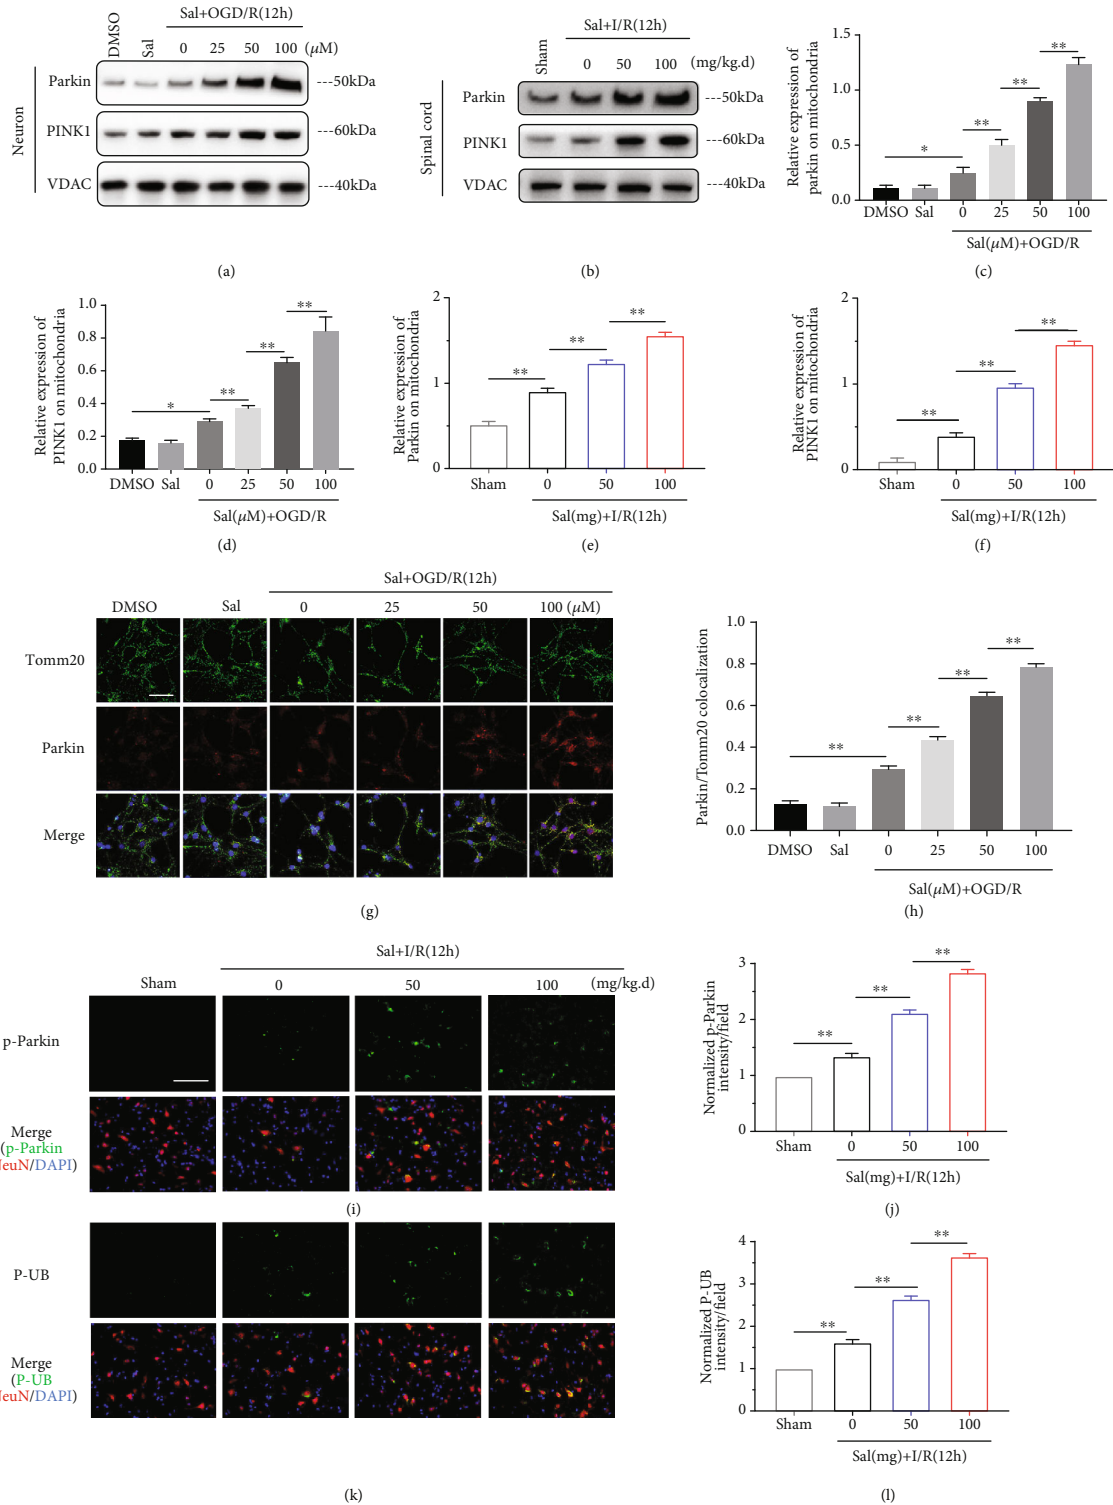 Sal+OGD/R(12h)
DMSO
Sal
0 25 50 100 (μM)
Neuron
Parkin ---50kDa
PINK1 ---60kDa
VDAC ---40kDa
(a)
Sal+I/R(12h)
Sham
0 50 100 (mg/kg.d)
Spinal cord
Parkin ---50kDa
PINK1 ---60kDa
VDAC ---40kDa
(b)
Relative expression of
parkin on mitochondria
1.5
1.0
0.5
0.0
* ** ** **
DMSO Sal 0 25 50 100
Sal(μM)+OGD/R
(c)
Relative expression of
PINK1 on mitochondria
1.0
0.8
0.6
0.4
0.2
0.0
* ** ** **
DMSO Sal 0 25 50 100
Sal(μM)+OGD/R
(d)
Relative expression of
Parkin on mitochondria
2
1
0
** ** **
Sham 0 50 100
Sal(mg)+I/R(12h)
(e)
Relative expression of
PINK1 on mitochondria
2
1
0
** ** **
Sham 0 50 100
Sal(mg)+I/R(12h)
(f)
Sal+OGD/R(12h)
DMSO Sal 0 25 50 100 (μM)
Tomm20
Parkin
Merge
(g)
Parkin/Tomm20 colocalization
1.0
0.8
0.6
0.4
0.2
0.0
** ** ** **
DMSO Sal 0 25 50 100
Sal(μM)+OGD/R
(h)
Sal+I/R(12h)
Sham 0 50 100 (mg/kg.d)
p-Parkin
Merge
(p-Parkin
NeuN/DAPI)
(i)
Normalized p-Parkin
intensity/field
3
2
1
0
** ** **
Sham 0 50 100
Sal(mg)+I/R(12h)
(j)
P-UB
Merge
(P-UB
NeuN/DAPI)
(k)
Normalized P-UB
intensity/field
4
2
1
0
** ** **
Sham 0 50 100
Sal(mg)+I/R(12h)
(l)